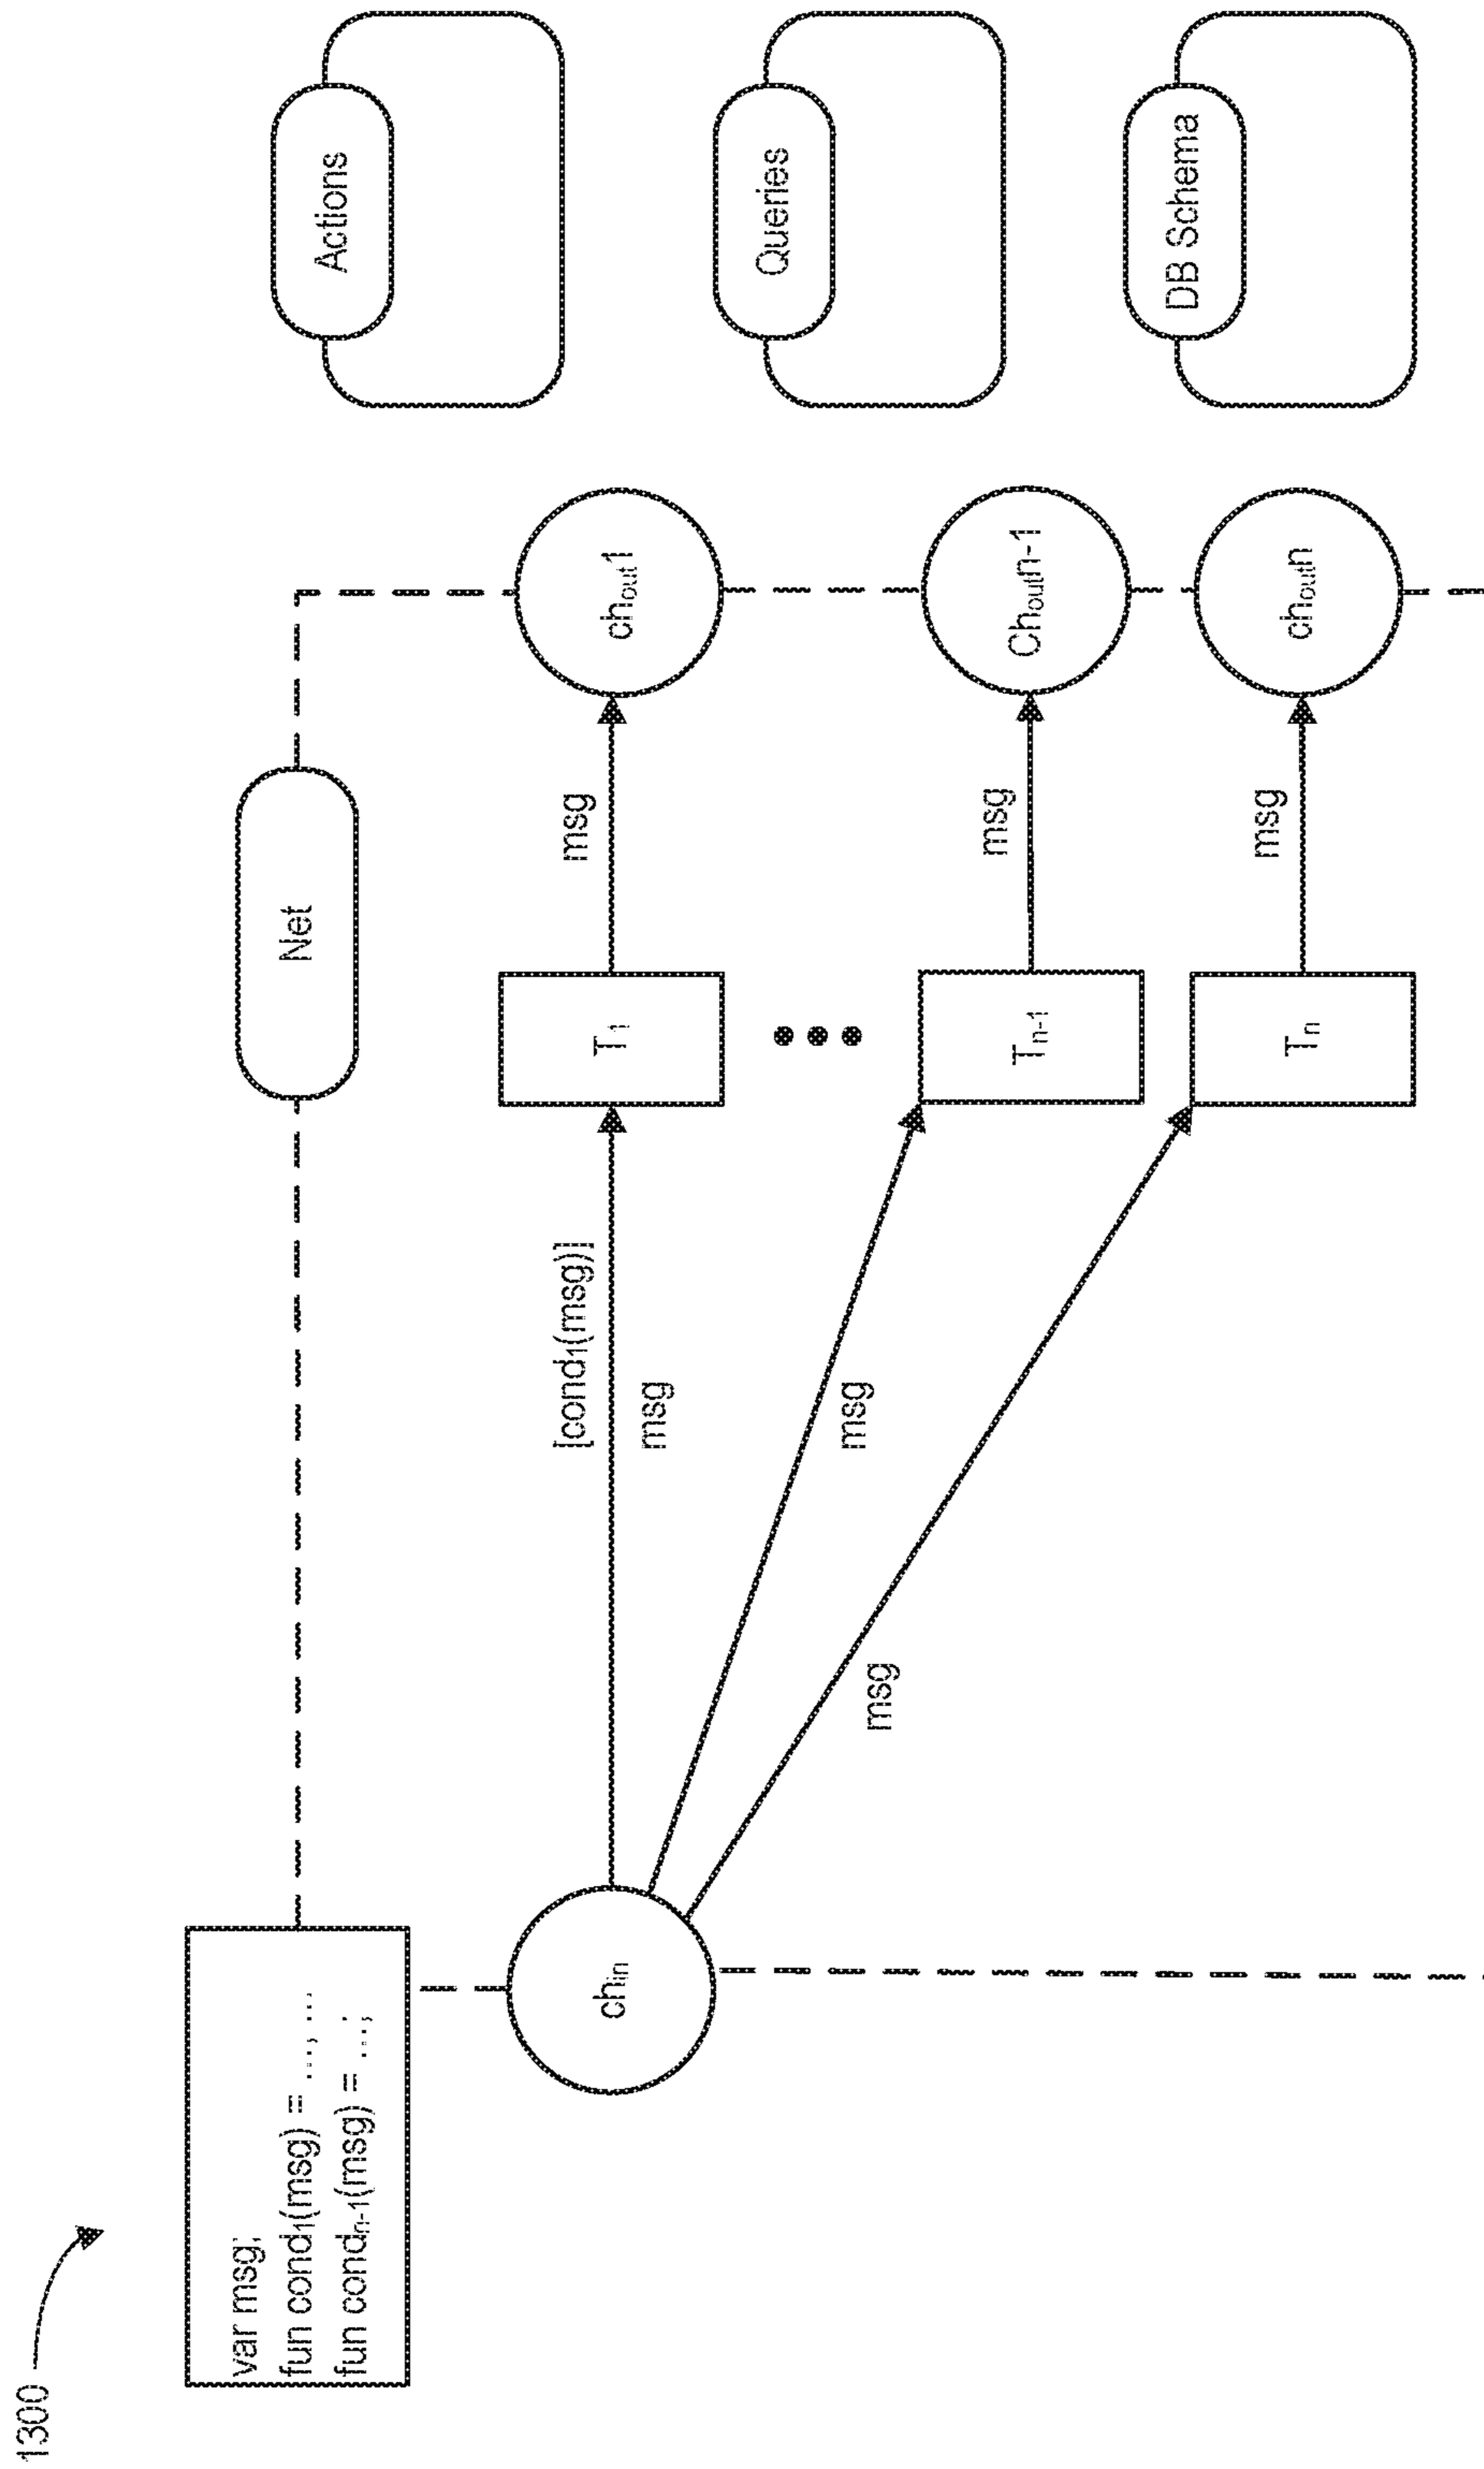 1300
var msg;
fun cond₁(msg) = ..., ...
fun condₙ₋₁(msg) = ...;
Net
Actions
chᵢₙ
[cond₁(msg)]
msg
T₁
msg
chₒᵤₜ1
Queries
msg
Tₙ₋₁
msg
Chₒᵤₜn-1
msg
Tₙ
msg
chₒᵤₜn
DB Schema